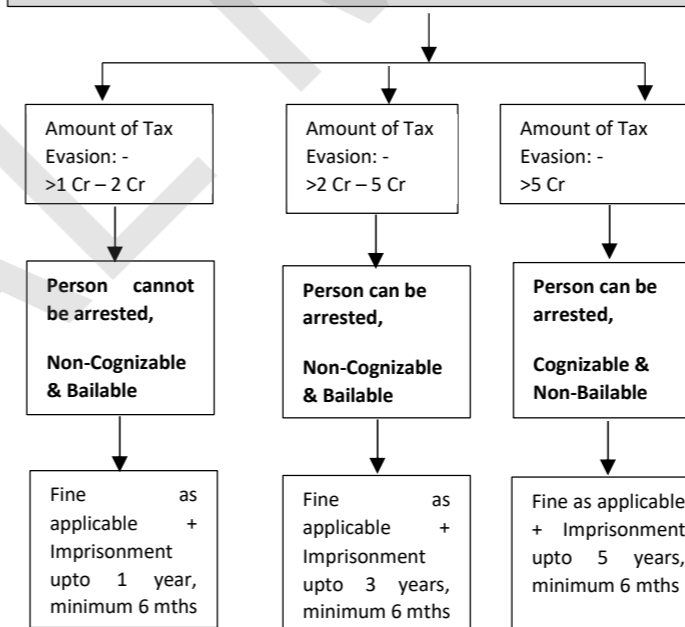 Amount of Tax
Evasion: -
>1 Cr – 2 Cr
Amount of Tax
Evasion: -
>2 Cr – 5 Cr
Amount of Tax
Evasion: -
>5 Cr
Person cannot
be arrested,
Non-Cognizable
& Bailable
Person can be
arrested,
Non-Cognizable
& Bailable
Person can be
arrested,
Cognizable &
Non-Bailable
Fine as
applicable +
Imprisonment
upto 1 year,
minimum 6 mths
Fine as
applicable +
Imprisonment
upto 3 years,
minimum 6 mths
Fine as applicable
+ Imprisonment
upto 5 years,
minimum 6 mths